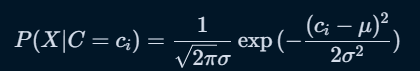 P(X|C = c_i) = \frac{1}{\sqrt{2\pi}\sigma} \exp(-\frac{(c_i - \mu)^2}{2\sigma^2})